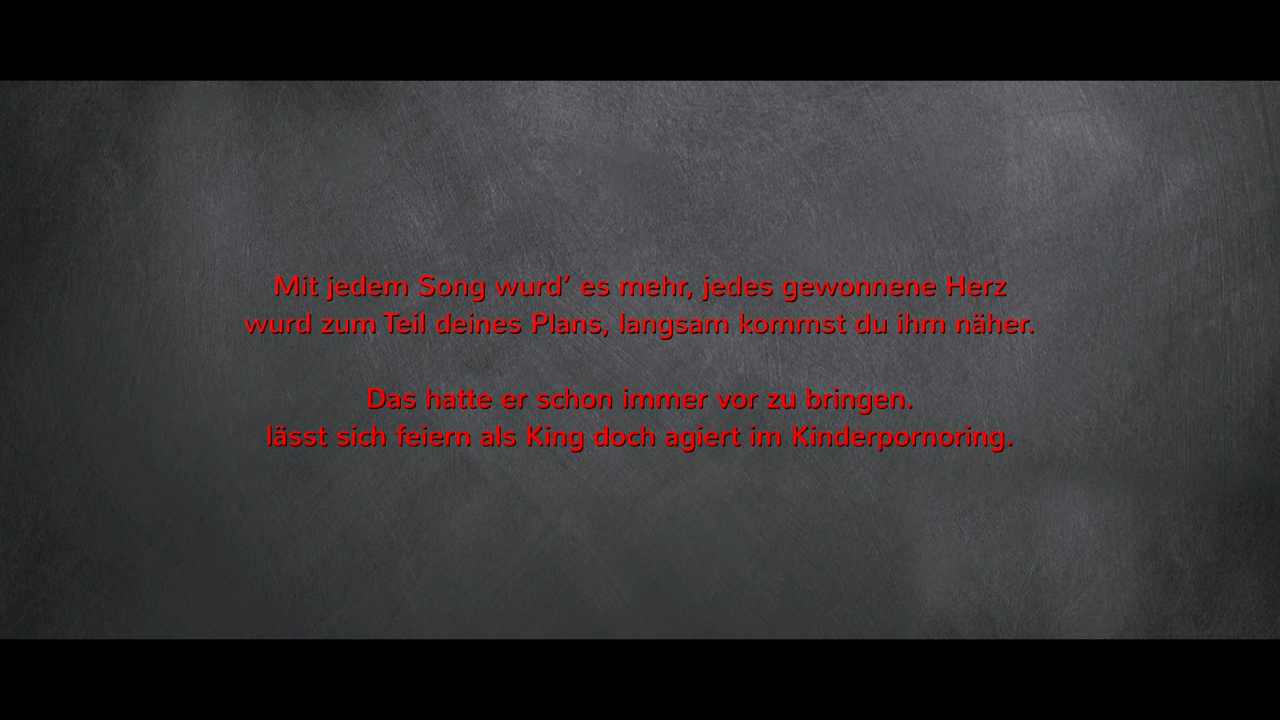 Mit jedem Song wurd’ es mehr, jedes gewonnene Herz
wurd zum Teil deines Plans, langsam kommst du ihm näher.
Das hatte er schon immer vor zu bringen.
lässt sich feiern als King doch agiert im Kinderpornoring.